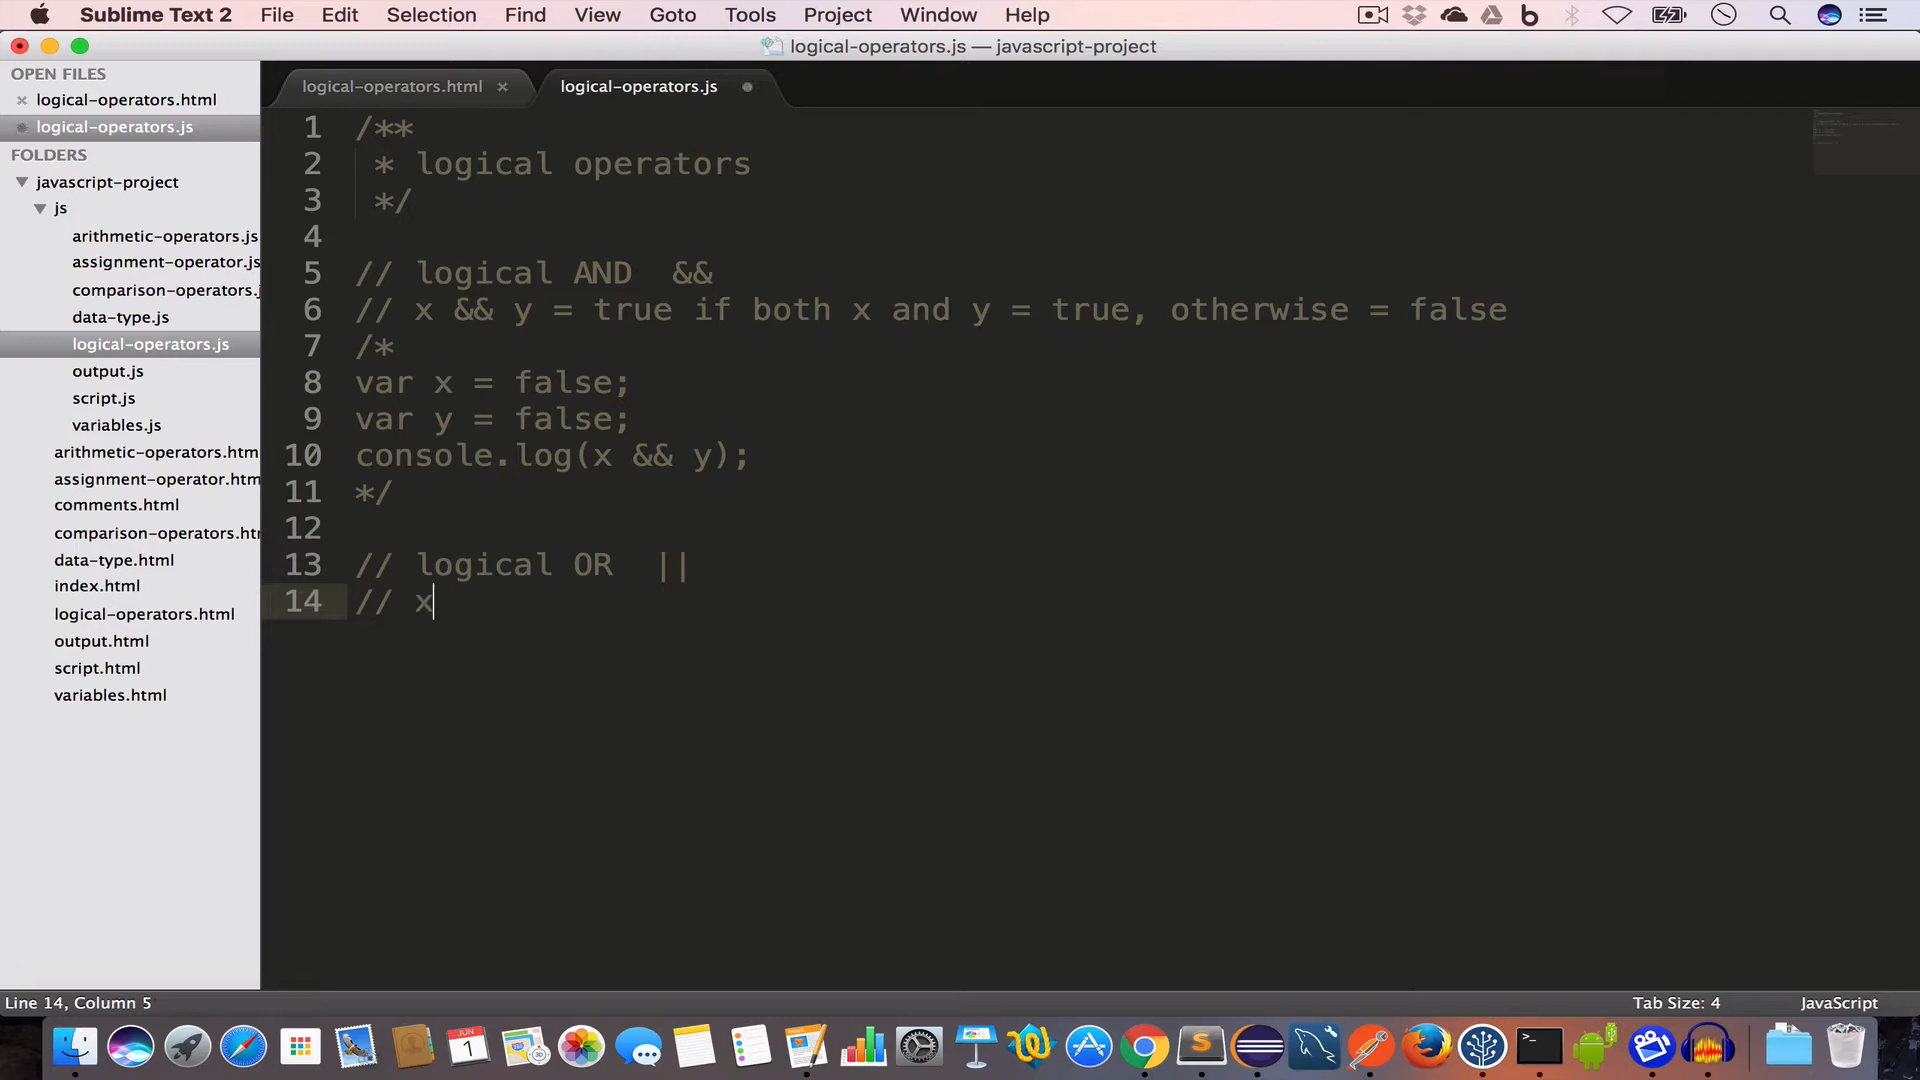 Sublime Text 2 File Edit Selection Find View Goto Tools Project Window Help
logical-operators.js — javascript-project
OPEN FILES
logical-operators.html
logical-operators.js
FOLDERS
javascript-project
js
arithmetic-operators.js
assignment-operator.js
comparison-operators.j
data-type.js
logical-operators.js
output.js
script.js
variables.js
arithmetic-operators.htm
assignment-operator.htm
comments.html
comparison-operators.htm
data-type.html
index.html
logical-operators.html
output.html
script.html
variables.html
logical-operators.html × logical-operators.js
1 /**
2 * logical operators
3 */
4
5 // logical AND  &&
6 // x && y = true if both x and y = true, otherwise = false
7 /*
8 var x = false;
9 var y = false;
10 console.log(x && y);
11 */
12
13 // logical OR  ||
14 // x
Line 14, Column 5 Tab Size: 4 JavaScript
JUN
1